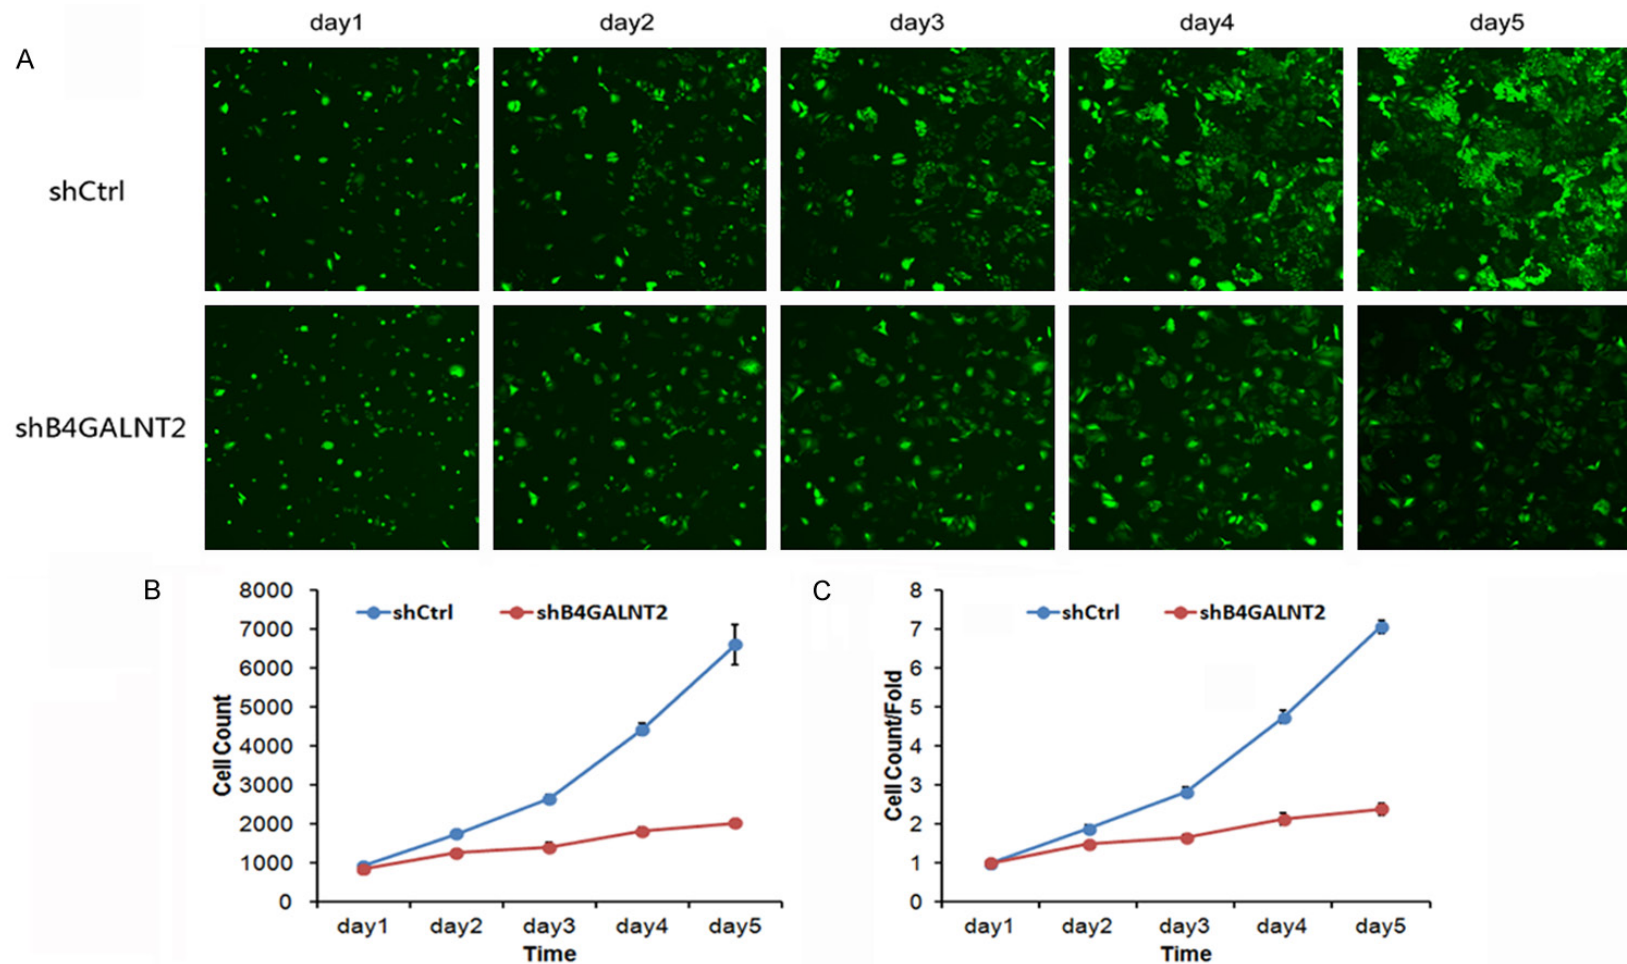 day1 day2 day3 day4 day5
A
shCtrl
shB4GALNT2
B
8000
7000
6000
5000
4000
3000
2000
1000
0
Cell Count
shCtrl shB4GALNT2
day1 day2 day3 day4 day5
Time
C
8
7
6
5
4
3
2
1
0
Cell Count/Fold
shCtrl shB4GALNT2
day1 day2 day3 day4 day5
Time